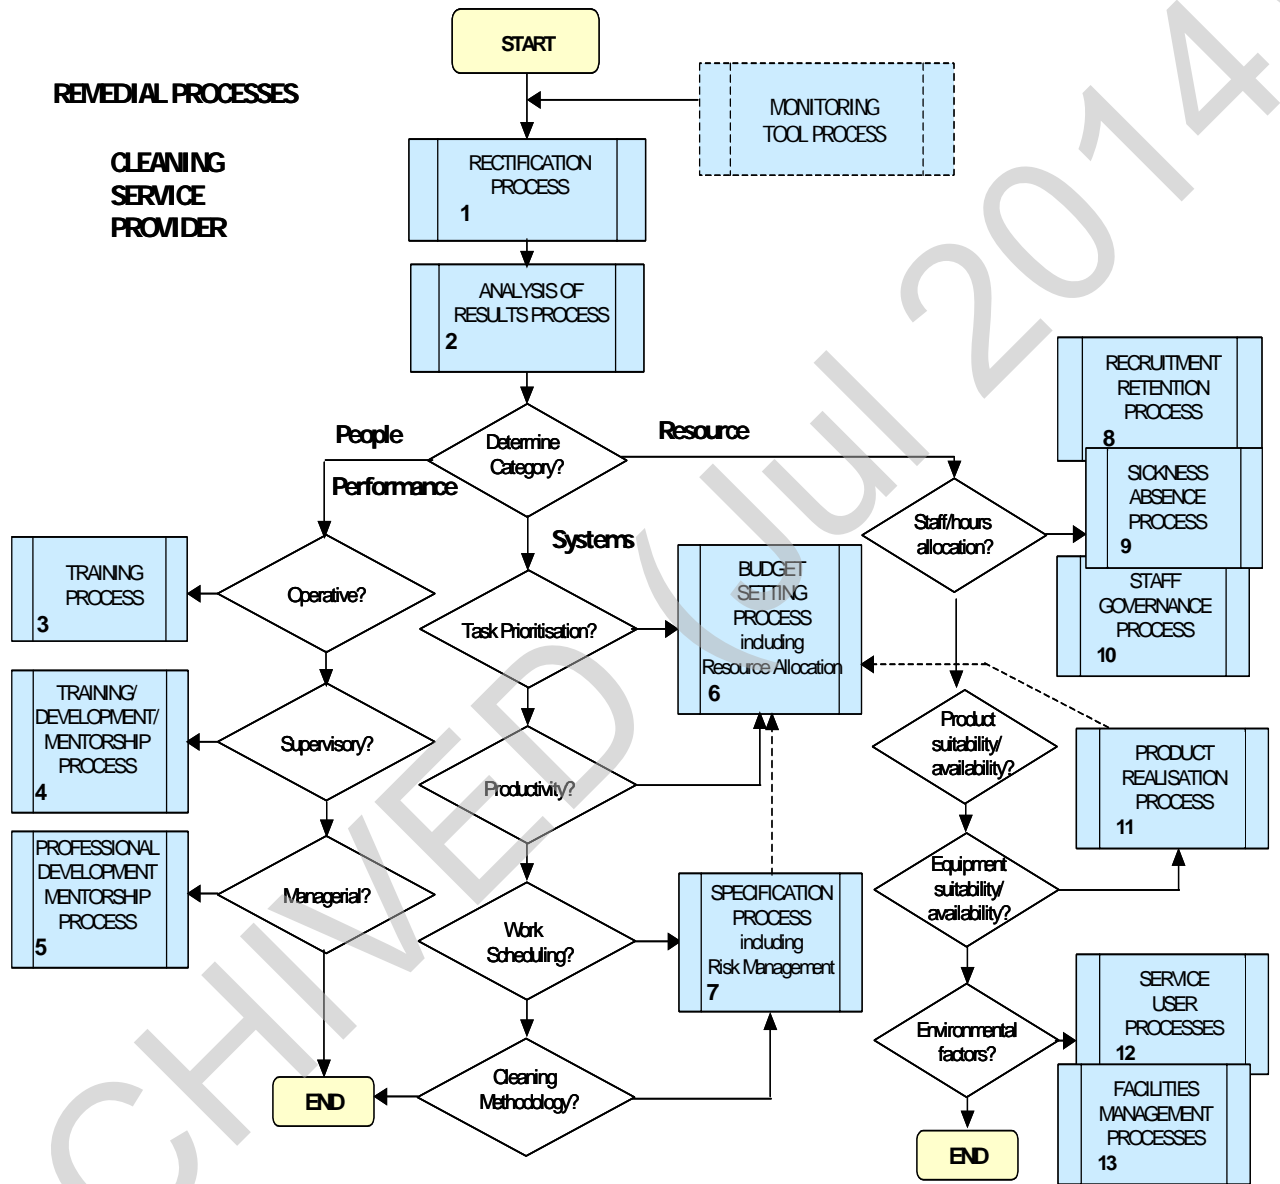 START
REMEDIAL PROCESSES
CLEANING
SERVICE
PROVIDER
MONITORING
TOOL PROCESS
RECTIFICATION
PROCESS
1
ANALYSIS OF
RESULTS PROCESS
2
Determine
Category?
People
Performance
Systems
Resource
RECRUITMENT
RETENTION
PROCESS
8
SICKNESS
ABSENCE
PROCESS
9
STAFF
GOVERNANCE
PROCESS
10
Staff/hours
allocation?
TRAINING
PROCESS
3
Operative?
Task Prioritisation?
BUDGET
SETTING
PROCESS
including
Resource Allocation
6
TRAINING/
DEVELOPMENT/
MENTORSHIP
PROCESS
4
Supervisory?
Productivity?
Product
suitability/
availability?
PRODUCT
REALISATION
PROCESS
11
PROFESSIONAL
DEVELOPMENT
MENTORSHIP
PROCESS
5
Managerial?
Work
Scheduling?
SPECIFICATION
PROCESS
including
Risk Management
7
Equipment
suitability/
availability?
Environmental
factors?
SERVICE
USER
PROCESSES
12
FACILITIES
MANAGEMENT
PROCESSES
13
Cleaning
Methodology?
END
END
CHIVED (Jul 2014